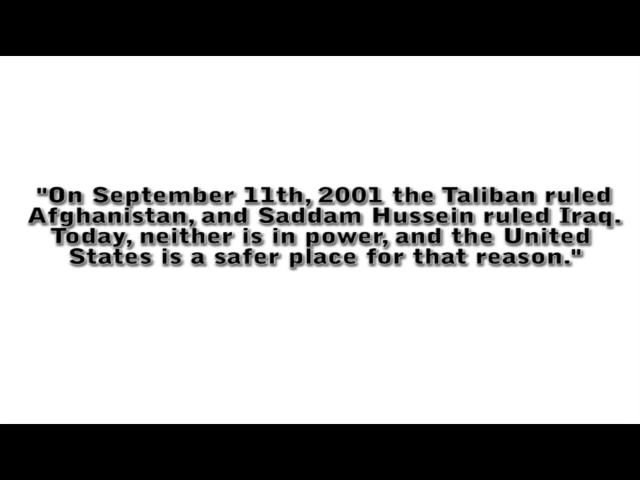 "On September 11th, 2001 the Taliban ruled
Afghanistan, and Saddam Hussein ruled Iraq.
Today, neither is in power, and the United
States is a safer place for that reason."